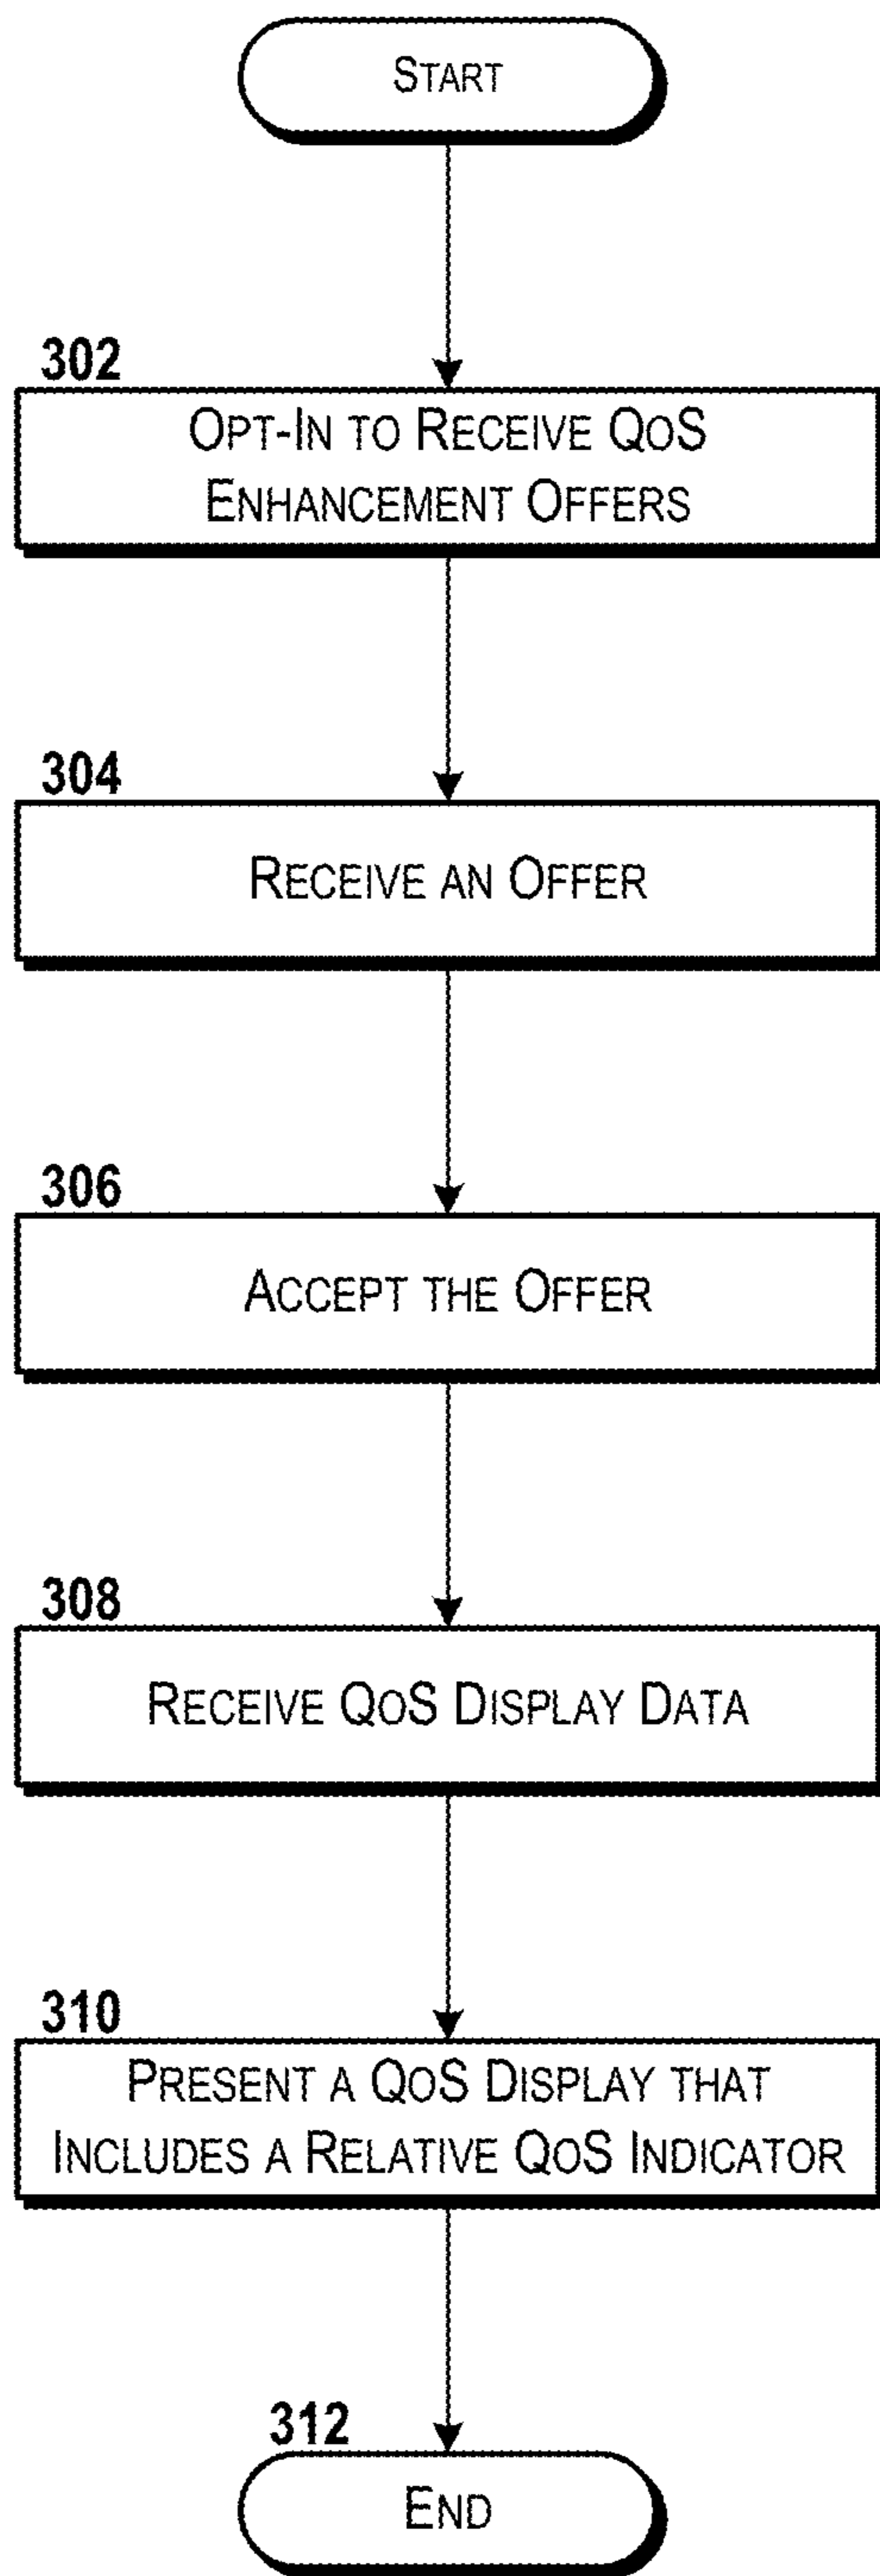 START
302
OPT-IN TO RECEIVE QOS
ENHANCEMENT OFFERS
304
RECEIVE AN OFFER
306
ACCEPT THE OFFER
308
RECEIVE QOS DISPLAY DATA
310
PRESENT A QOS DISPLAY THAT
INCLUDES A RELATIVE QOS INDICATOR
312
END